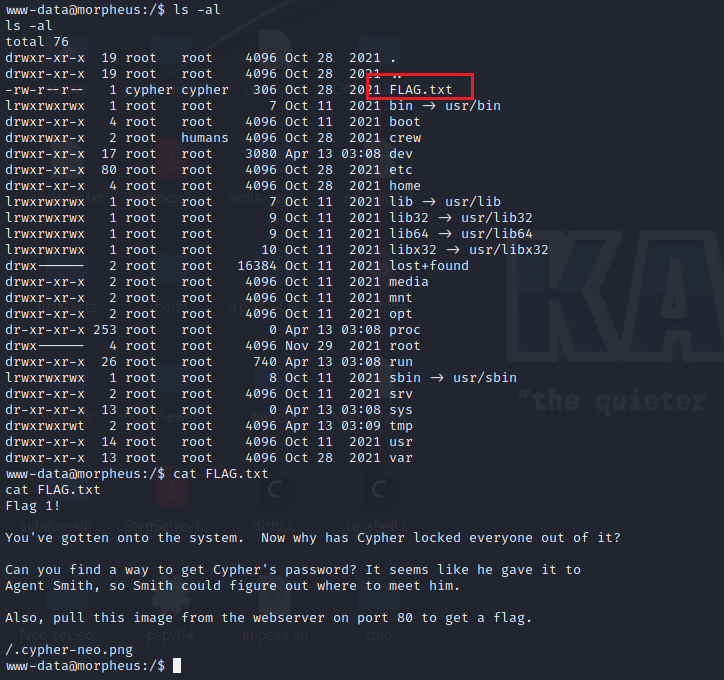 www-data@morpheus:/$ ls -al
ls -al
total 76
drwxr-xr-x  19 root   root    4096 Oct 28  2021 .
drwxr-xr-x  19 root   root    4096 Oct 28  2021 ..
-rw-r--r--   1 cypher cypher   306 Oct 28  2021 FLAG.txt
lrwxrwxrwx   1 root   root       7 Oct 11  2021 bin → usr/bin
drwxr-xr-x   4 root   root    4096 Oct 11  2021 boot
drwxrwxr-x   2 root   humans  4096 Oct 28  2021 crew
drwxr-xr-x  17 root   root    3080 Apr 13 03:08 dev
drwxr-xr-x  80 root   root    4096 Oct 28  2021 etc
drwxr-xr-x   4 root   root    4096 Oct 28  2021 home
lrwxrwxrwx   1 root   root       7 Oct 11  2021 lib → usr/lib
lrwxrwxrwx   1 root   root       9 Oct 11  2021 lib32 → usr/lib32
lrwxrwxrwx   1 root   root       9 Oct 11  2021 lib64 → usr/lib64
lrwxrwxrwx   1 root   root      10 Oct 11  2021 libx32 → usr/libx32
drwx------   2 root   root   16384 Oct 11  2021 lost+found
drwxr-xr-x   2 root   root    4096 Oct 11  2021 media
drwxr-xr-x   2 root   root    4096 Oct 11  2021 mnt
drwxr-xr-x   2 root   root    4096 Oct 11  2021 opt
dr-xr-xr-x 253 root   root       0 Apr 13 03:08 proc
drwx------   4 root   root    4096 Nov 29  2021 root
drwxr-xr-x  26 root   root     740 Apr 13 03:08 run
lrwxrwxrwx   1 root   root       8 Oct 11  2021 sbin → usr/sbin
drwxr-xr-x   2 root   root    4096 Oct 11  2021 srv
dr-xr-xr-x  13 root   root       0 Apr 13 03:08 sys
drwxrwxrwt   2 root   root    4096 Apr 13 03:09 tmp
drwxr-xr-x  14 root   root    4096 Oct 11  2021 usr
drwxr-xr-x  13 root   root    4096 Oct 28  2021 var
www-data@morpheus:/$ cat FLAG.txt
cat FLAG.txt
Flag 1!
You've gotten onto the system.  Now why has Cypher locked everyone out of it?
Can you find a way to get Cypher's password? It seems like he gave it to
Agent Smith, so Smith could figure out where to meet him.
Also, pull this image from the webserver on port 80 to get a flag.
/.cypher-neo.png
www-data@morpheus:/$
KA
"the quieter
subdomain...
StegSolve-1...
dirty.c
re_shell.c
Neo-reGeo...
pspy64
linpeas.sh
tmp